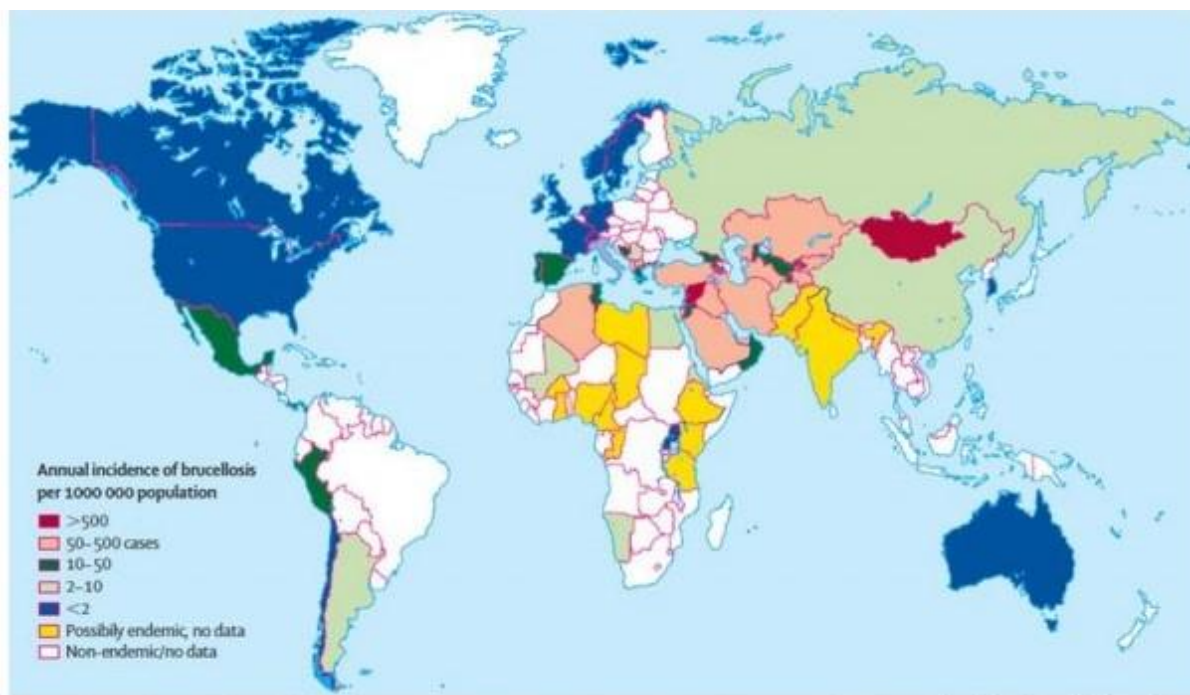 Annual incidence of brucellosis
per 1000 000 population
>500
50–500 cases
10–50
2–10
<2
Possibily endemic, no data
Non-endemic/no data